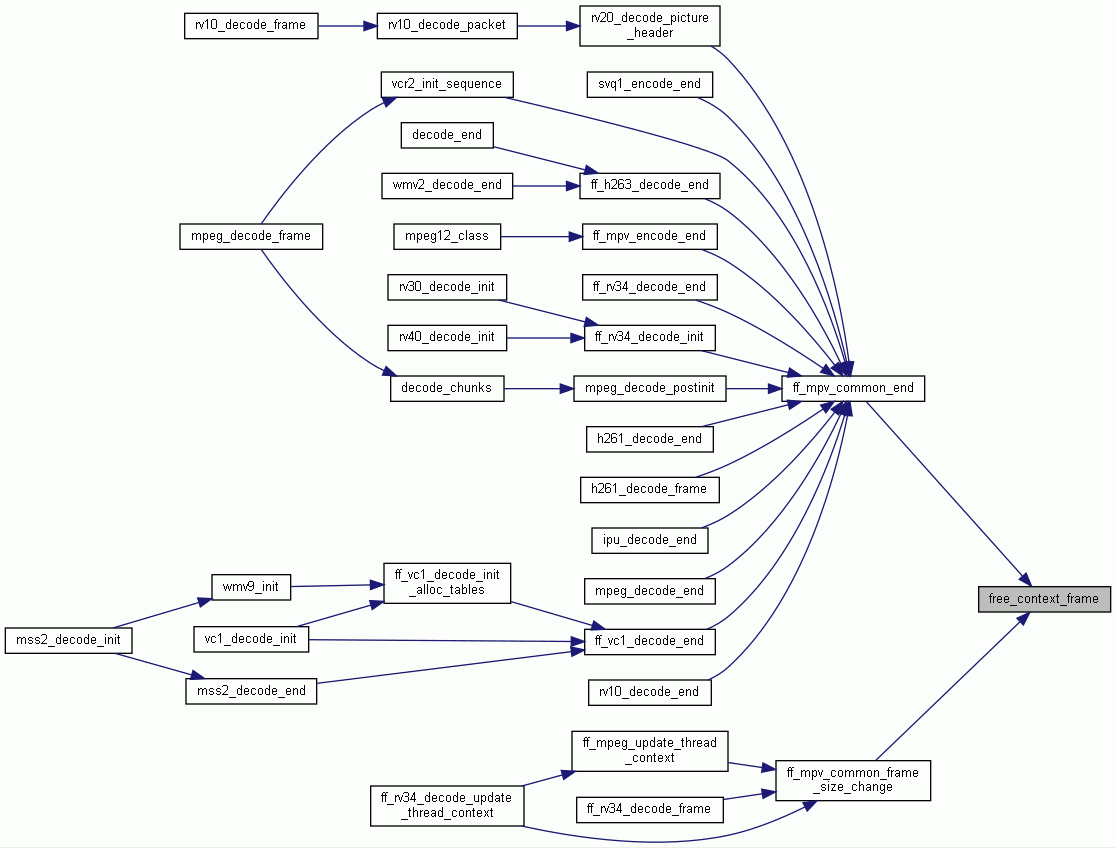 rv10_decode_frame
rv10_decode_packet
rv20_decode_picture
_header
vcr2_init_sequence
svq1_encode_end
decode_end
wmv2_decode_end
ff_h263_decode_end
mpeg_decode_frame
mpeg12_class
ff_mpv_encode_end
rv30_decode_init
ff_rv34_decode_end
rv40_decode_init
ff_rv34_decode_init
decode_chunks
mpeg_decode_postinit
ff_mpv_common_end
h261_decode_end
h261_decode_frame
ipu_decode_end
ff_vc1_decode_init
_alloc_tables
wmv9_init
mpeg_decode_end
free_context_frame
mss2_decode_init
vc1_decode_init
ff_vc1_decode_end
mss2_decode_end
rv10_decode_end
ff_mpeg_update_thread
_context
ff_mpv_common_frame
_size_change
ff_rv34_decode_update
_thread_context
ff_rv34_decode_frame